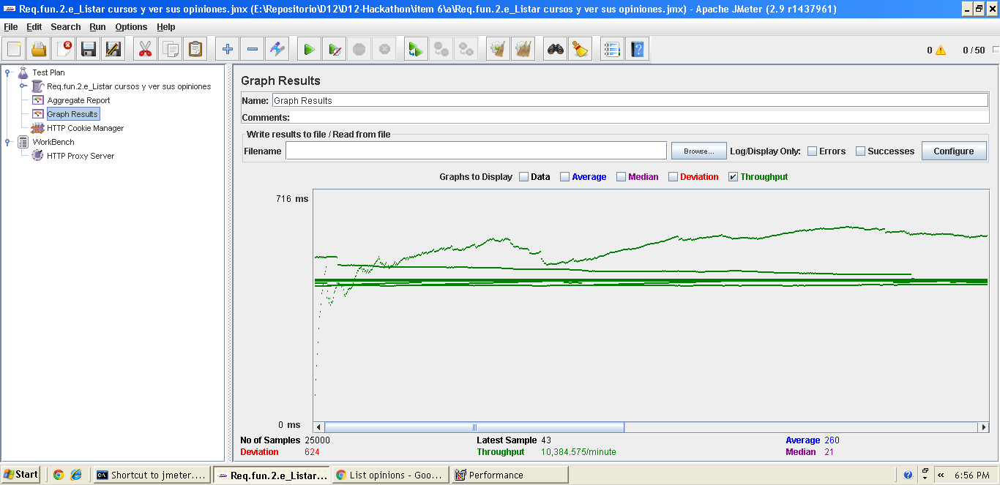 Req.fun.2.e_Listar cursos y ver sus opiniones.jmx (E:\Repositorio\D12\D12-Hackathon\item 6\a\Req.fun.2.e_Listar cursos y ver sus opiniones.jmx) - Apache JMeter (2.9 r1437961)
File Edit Search Run Options Help
0 0 / 50
Test Plan
Req.fun.2.e_Listar cursos y ver sus opiniones
Aggregate Report
Graph Results
HTTP Cookie Manager
WorkBench
HTTP Proxy Server
Graph Results
Name: Graph Results
Comments:
Write results to file / Read from file
Filename Browse... Log/Display Only: Errors Successes Configure
Graphs to Display Data Average Median Deviation Throughput
716 ms
0 ms
No of Samples 25000 Latest Sample 43 Average 260
Deviation 624 Throughput 10,384.575/minute Median 21
Start Shortcut to jmeter.... Req.fun.2.e_Listar... List opinions - Goo... Performance 6:56 PM